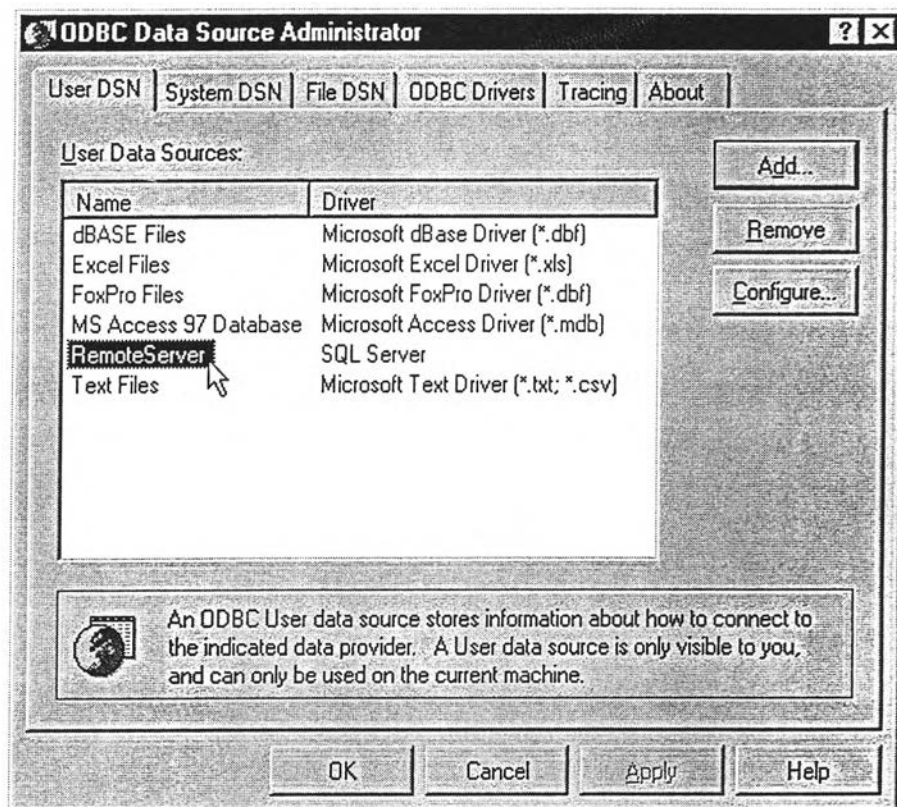 ODBC Data Source Administrator
User DSN System DSN File DSN ODBC Drivers Tracing About
User Data Sources:
Add...
Name Driver
dBASE Files Microsoft dBase Driver (*.dbf)
Remove
Excel Files Microsoft Excel Driver (*.xls)
FoxPro Files Microsoft FoxPro Driver (*.dbf)
Configure...
MS Access 97 Database Microsoft Access Driver (*.mdb)
RemoteServer SQL Server
Text Files Microsoft Text Driver (*.txt; *.csv)
An ODBC User data source stores information about how to connect to
the indicated data provider. A User data source is only visible to you,
and can only be used on the current machine.
OK Cancel Apply Help